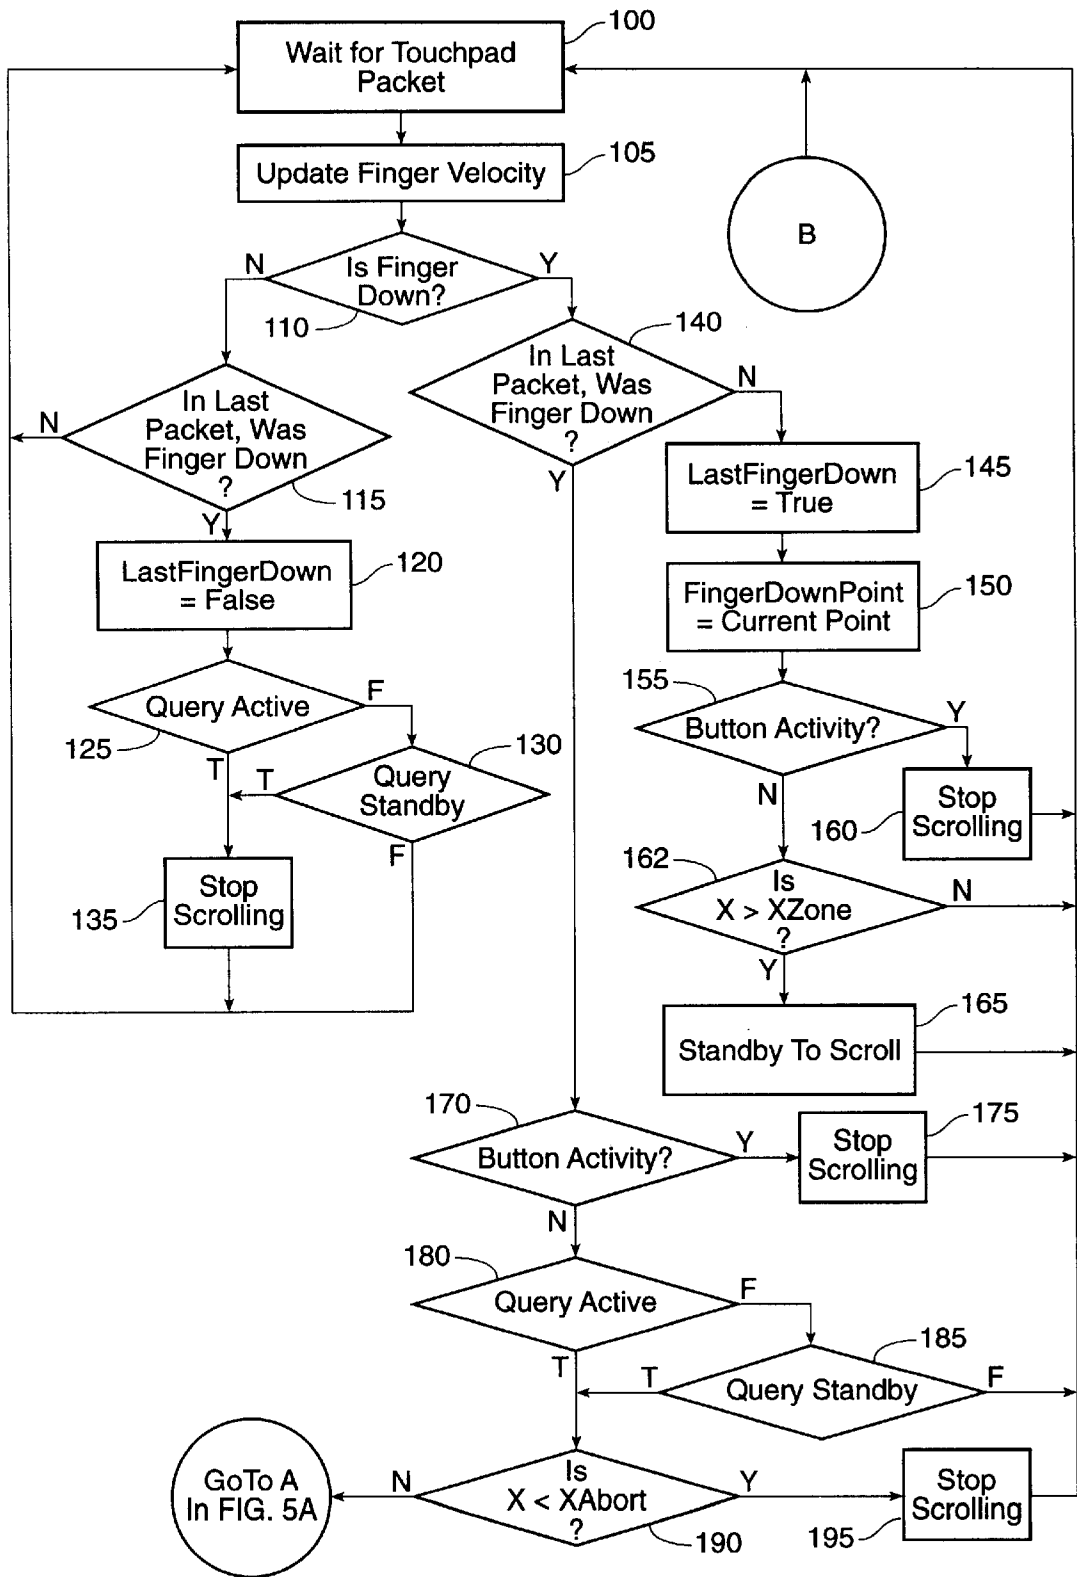 100
Wait for Touchpad
Packet
105
Update Finger Velocity
B
N
Is Finger
Down?
Y
110
140
In Last
Packet, Was
Finger Down
?
N
Y
N
In Last
Packet, Was
Finger Down
?
115
Y
LastFingerDown
= True
145
LastFingerDown
= False
120
FingerDownPoint
= Current Point
150
Query Active
F
125
T
155
Button Activity?
Y
N
130
Query
Standby
T
F
Stop
Scrolling
160
Stop
Scrolling
135
162
Is
X > XZone
?
N
Y
165
Standby To Scroll
170
Button Activity?
Y
N
175
Stop
Scrolling
180
Query Active
F
T
185
Query Standby
T
F
GoTo A
In FIG. 5A
N
Is
X < XAbort
?
Y
190
Stop
Scrolling
195